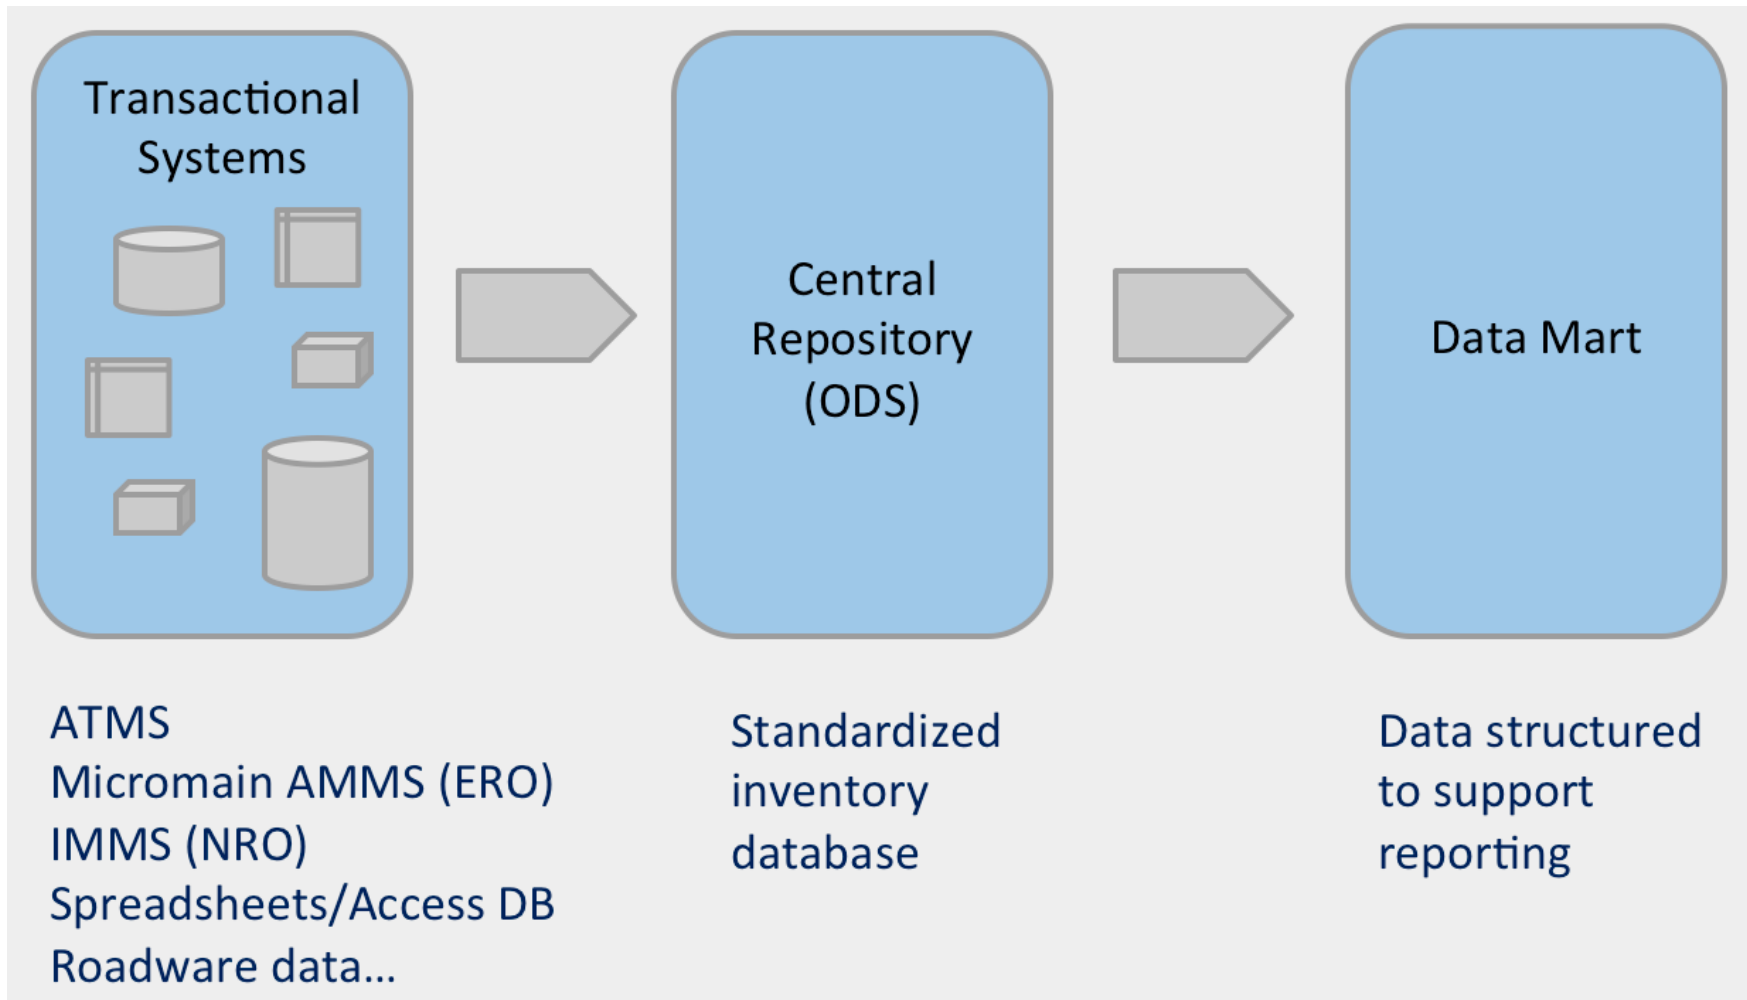 Transactional
Systems
Central
Repository
(ODS)
Data Mart
ATMS
Micromain AMMS (ERO)
IMMS (NRO)
Spreadsheets/Access DB
Roadware data...
Standardized
inventory
database
Data structured
to support
reporting